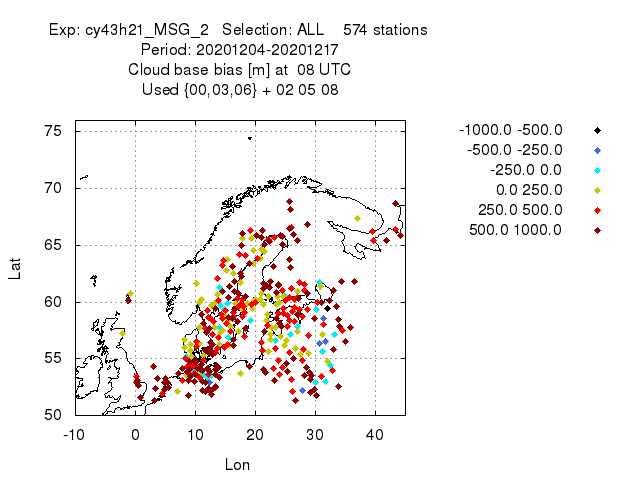 Exp: cy43h21_MSG_2 Selection: ALL 574 stations
Period: 20201204-20201217
Cloud base bias [m] at 08 UTC
Used {00,03,06} + 02 05 08
75
70
65
60
55
50
-10 0 10 20 30 40
Lat
Lon
-1000.0 -500.0
-500.0 -250.0
-250.0 0.0
0.0 250.0
250.0 500.0
500.0 1000.0